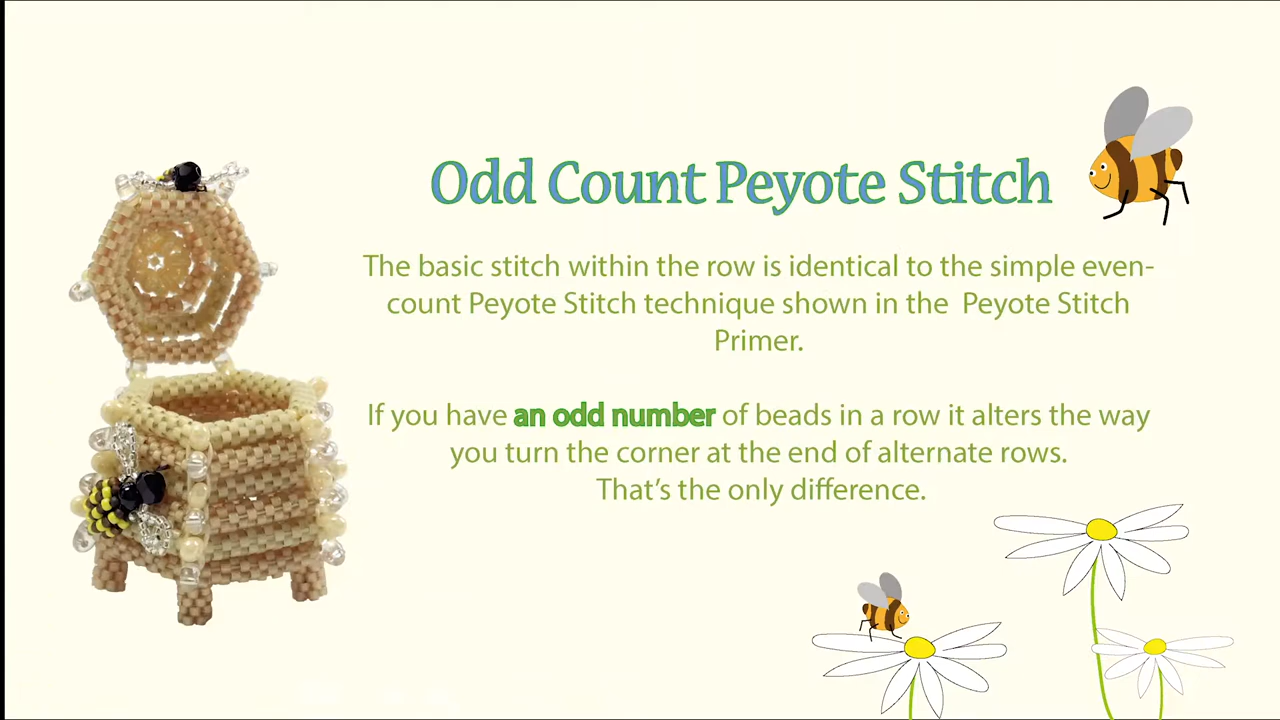 Odd Count Peyote Stitch
The basic stitch within the row is identical to the simple even-
count Peyote Stitch technique shown in the  Peyote Stitch
Primer.
If you have an odd number of beads in a row it alters the way
you turn the corner at the end of alternate rows.
That’s the only difference.